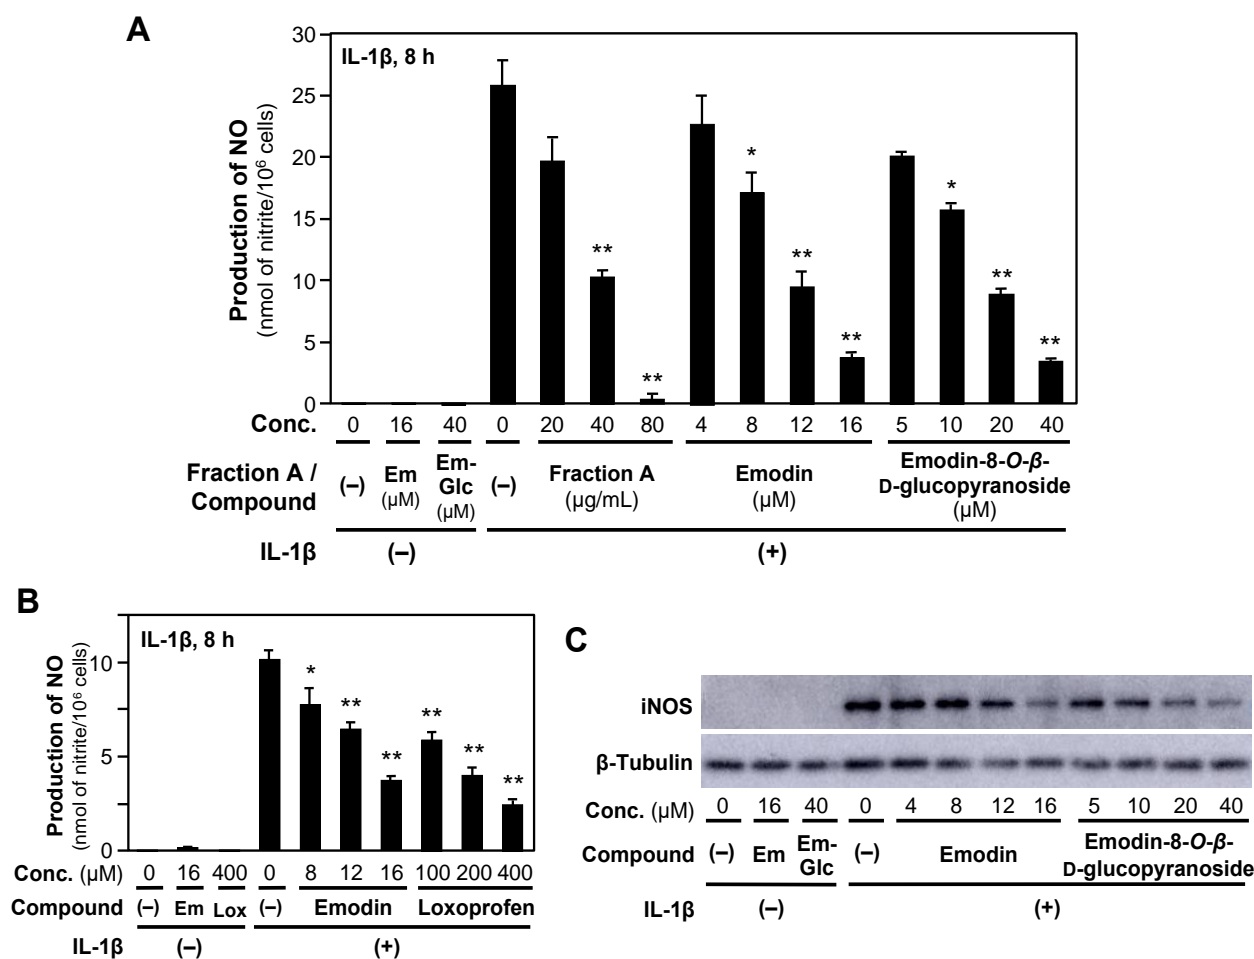 A
IL-1β, 8 h
Production of NO
(nmol of nitrite/10⁶ cells)
30
25
20
15
10
5
0
** ** * ** ** * ** **
Conc. 0 16 40 0 20 40 80 4 8 12 16 5 10 20 40
Fraction A /
Compound
(–)
Em
(μM)
Em-
Glc
(μM)
(–)
Fraction A
(μg/mL)
Emodin
(μM)
Emodin-8-O-β-
D-glucopyranoside
(μM)
IL-1β (–) (+)
B
IL-1β, 8 h
Production of NO
(nmol of nitrite/10⁶ cells)
10
5
0
* ** ** ** ** **
Conc. (μM) 0 16 400 0 8 12 16 100 200 400
Compound (–) Em Lox (–) Emodin Loxoprofen
IL-1β (–) (+)
C
iNOS
β-Tubulin
Conc. (μM) 0 16 40 0 4 8 12 16 5 10 20 40
Compound (–) Em
Em-
Glc
(–) Emodin
Emodin-8-O-β-
D-glucopyranoside
IL-1β (–) (+)